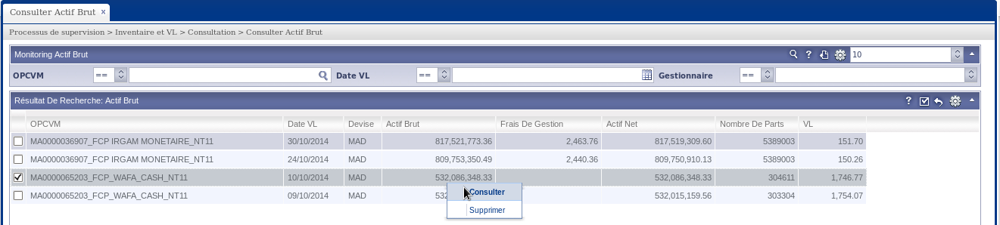 Consulter Actif Brut ×
Processus de supervision > Inventaire et VL > Consultation > Consulter Actif Brut
Monitoring Actif Brut ? 10
OPCVM == Date VL == Gestionnaire ==
Résultat De Recherche: Actif Brut ?
OPCVM Date VL Devise Actif Brut Frais De Gestion Actif Net Nombre De Parts VL
MA0000036907_FCP IRGAM MONETAIRE_NT11 30/10/2014 MAD 817,521,773.36 2,463.76 817,519,309.60 5389003 151.70
MA0000036907_FCP IRGAM MONETAIRE_NT11 24/10/2014 MAD 809,753,350.49 2,440.36 809,750,910.13 5389003 150.26
MA0000065203_FCP_WAFA_CASH_NT11 10/10/2014 MAD 532,086,348.33 532,086,348.33 304611 1,746.77
Consulter
MA0000065203_FCP_WAFA_CASH_NT11 09/10/2014 MAD 532,015,159.56 303304 1,754.07
Supprimer